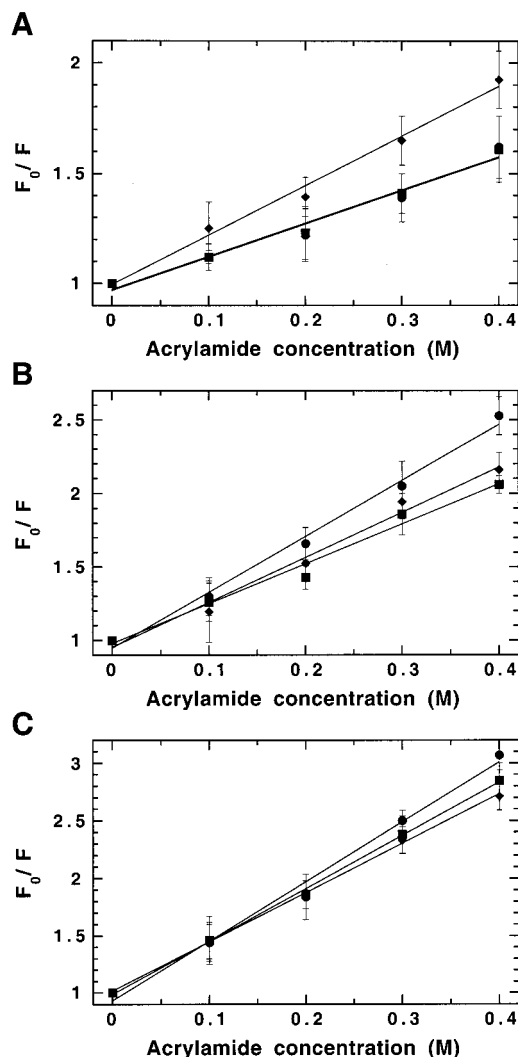 A
2
1.5
1
F0/ F
0 0.1 0.2 0.3 0.4
Acrylamide concentration (M)
B
2.5
2
1.5
1
F0/ F
0 0.1 0.2 0.3 0.4
Acrylamide concentration (M)
C
3
2.5
2
1.5
1
F0/ F
0 0.1 0.2 0.3 0.4
Acrylamide concentration (M)